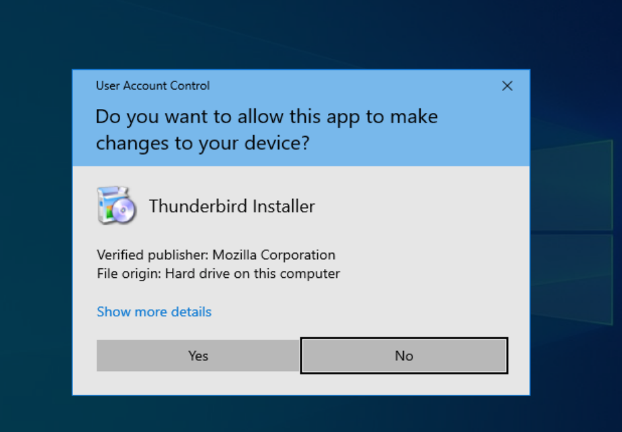 User Account Control
Do you want to allow this app to make
changes to your device?
Thunderbird Installer
Verified publisher: Mozilla Corporation
File origin: Hard drive on this computer
Show more details
Yes
No